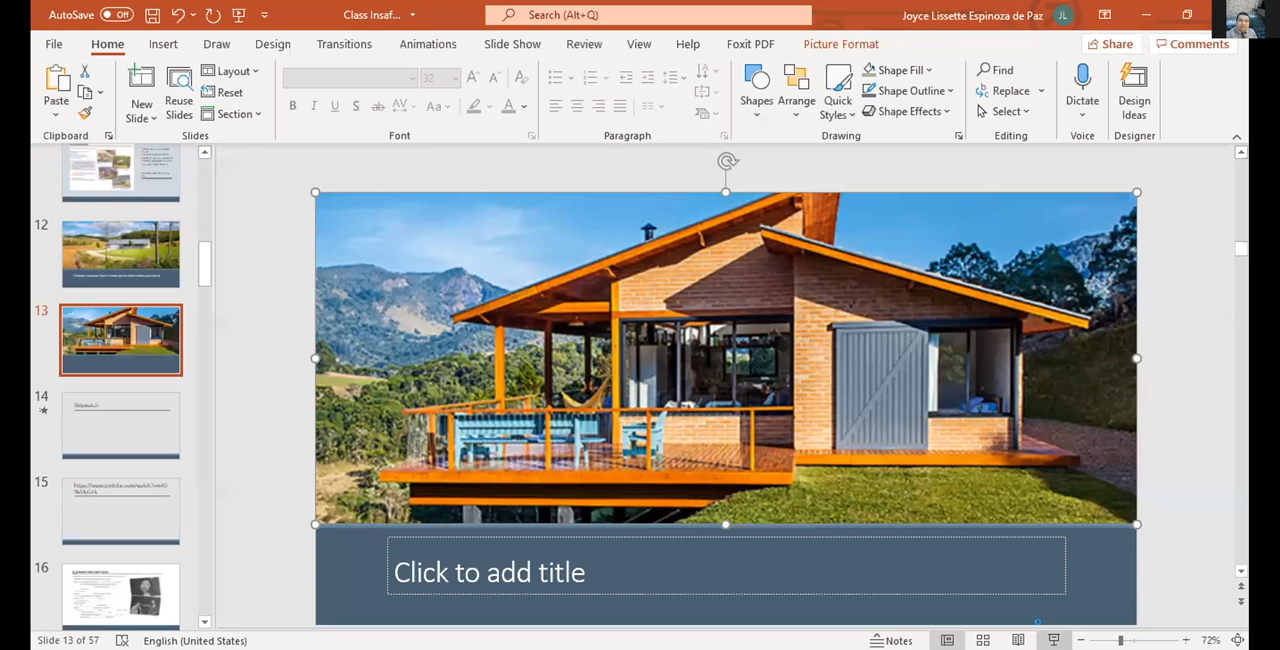 AutoSave Off Class Insaf... Search (Alt+Q) Joyce Lissette Espinoza de Paz JL
File Home Insert Draw Design Transitions Animations Slide Show Review View Help Foxit PDF Picture Format Share Comments
Paste New Slide Reuse Slides Layout Reset Section 32 Shapes Arrange Quick Styles Shape Fill Shape Outline Shape Effects Find Replace Select Dictate Design Ideas
Clipboard Slides Font Paragraph Drawing Editing Voice Designer
12
13
14
15
16
Click to add title
Slide 13 of 57 English (United States) Notes 72%